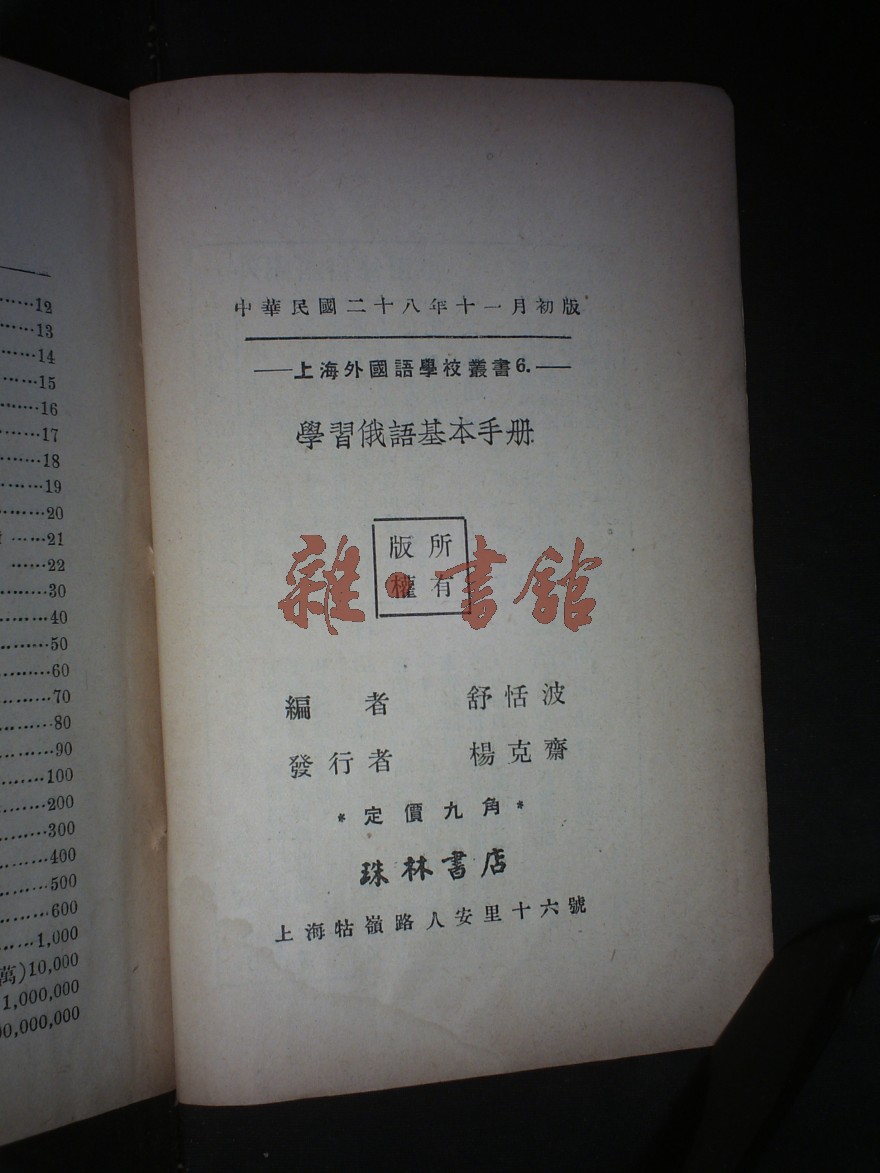 ……12
……13
……14
……15
……16
……17
……18
……19
……20
……21
……22
……30
……40
……50
……60
……70
……80
……90
……100
……200
……300
……400
……500
……600
……1,000
萬)10,000
1,000,000
00,000,000
中華民國二十八年十一月初版
——上海外國語學校叢書6.——
學習俄語基本手册
版所
權有
雜·書館
編者 舒恬波
發行者 楊克齋
*定價九角*
珠林書店
上海牯嶺路人安里十六號